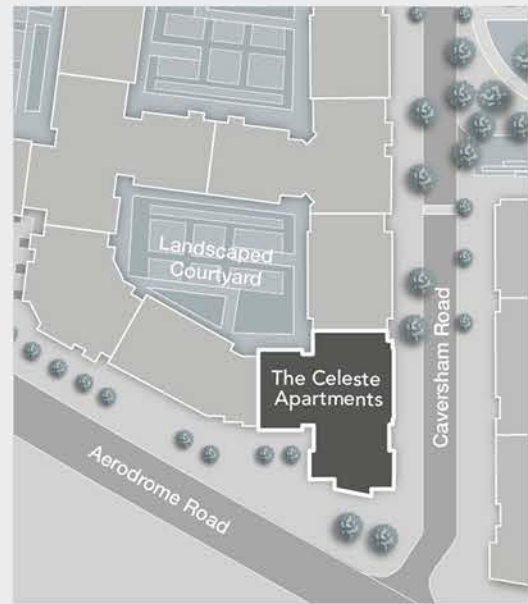 Landscaped
Courtyard
The Celeste
Apartments
Caversham Road
Aerodrome Road